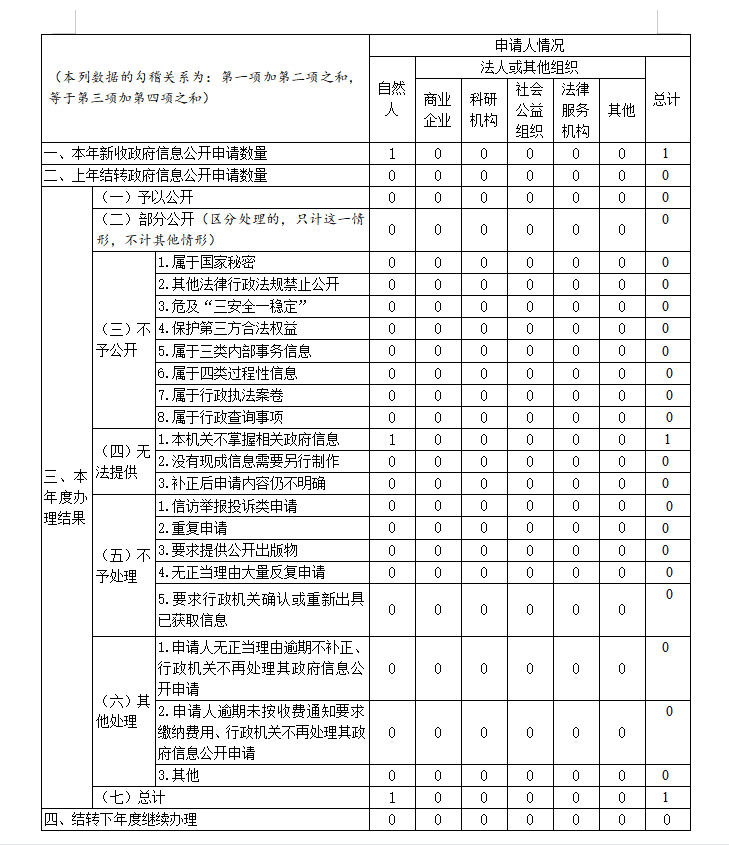 申请人情况
（本列数据的勾稽关系为：第一项加第二项之和，
等于第三项加第四项之和）
自然
人
法人或其他组织
总计
商业
企业
科研
机构
社会
公益
组织
法律
服务
机构
其他
一、本年新收政府信息公开申请数量 1 0 0 0 0 0 1
二、上年结转政府信息公开申请数量 0 0 0 0 0 0 0
三、本
年度办
理结果
（一）予以公开 0 0 0 0 0 0 0
（二）部分公开（区分处理的，只计这一情
形，不计其他情形） 0 0 0 0 0 0 0
（三）不
予公开
1.属于国家秘密 0 0 0 0 0 0 0
2.其他法律行政法规禁止公开 0 0 0 0 0 0 0
3.危及“三安全一稳定” 0 0 0 0 0 0 0
4.保护第三方合法权益 0 0 0 0 0 0 0
5.属于三类内部事务信息 0 0 0 0 0 0 0
6.属于四类过程性信息 0 0 0 0 0 0 0
7.属于行政执法案卷 0 0 0 0 0 0 0
8.属于行政查询事项 0 0 0 0 0 0 0
（四）无
法提供
1.本机关不掌握相关政府信息 1 0 0 0 0 0 1
2.没有现成信息需要另行制作 0 0 0 0 0 0 0
3.补正后申请内容仍不明确 0 0 0 0 0 0 0
（五）不
予处理
1.信访举报投诉类申请 0 0 0 0 0 0 0
2.重复申请 0 0 0 0 0 0 0
3.要求提供公开出版物 0 0 0 0 0 0 0
4.无正当理由大量反复申请 0 0 0 0 0 0 0
5.要求行政机关确认或重新出具
已获取信息 0 0 0 0 0 0 0
（六）其
他处理
1.申请人无正当理由逾期不补正、
行政机关不再处理其政府信息公
开申请 0 0 0 0 0 0 0
2.申请人逾期未按收费通知要求
缴纳费用、行政机关不再处理其政
府信息公开申请 0 0 0 0 0 0 0
3.其他 0 0 0 0 0 0 0
（七）总计 1 0 0 0 0 0 1
四、结转下年度继续办理 0 0 0 0 0 0 0